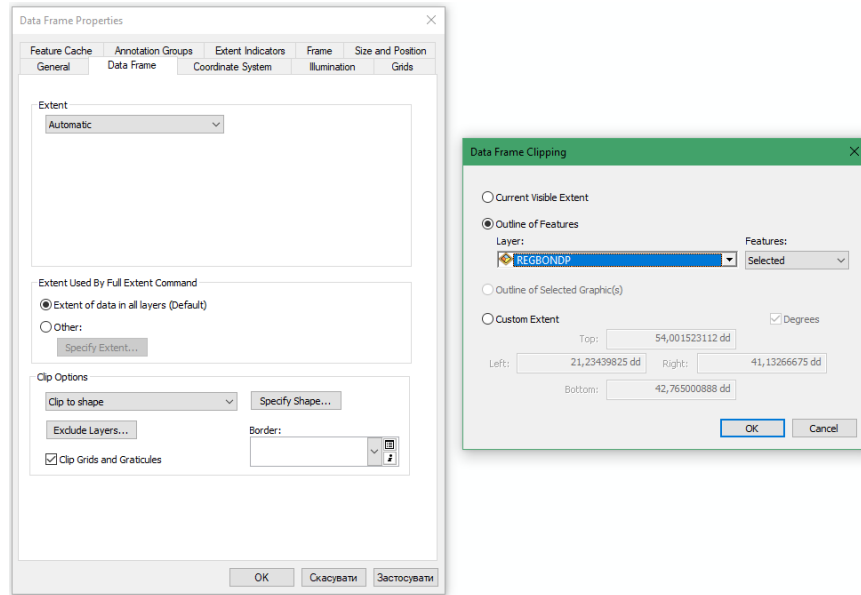 Data Frame Properties
Feature Cache Annotation Groups Extent Indicators Frame Size and Position
General Data Frame Coordinate System Illumination Grids
Extent
Automatic
Extent Used By Full Extent Command
Extent of data in all layers (Default)
Other:
Specify Extent...
Clip Options
Clip to shape Specify Shape...
Exclude Layers... Border:
Clip Grids and Graticules
OK Скасувати Застосувати
Data Frame Clipping
Current Visible Extent
Outline of Features
Layer: Features:
REGBONDP Selected
Outline of Selected Graphic(s)
Custom Extent Degrees
Top: 54,001523112 dd
Left: 21,23439825 dd Right: 41,13266675 dd
Bottom: 42,765000888 dd
OK Cancel